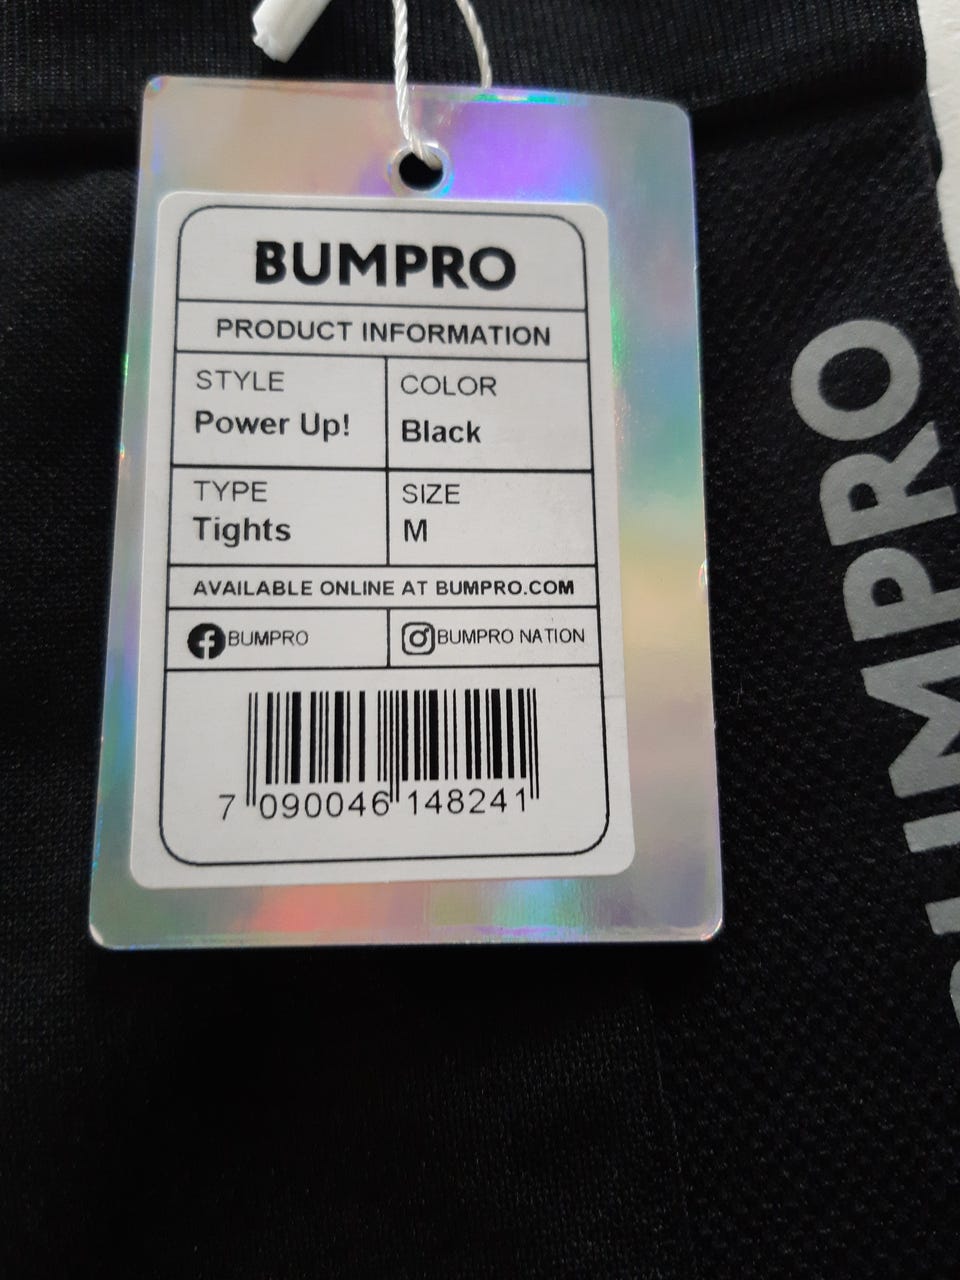 BUMPRO
PRODUCT INFORMATION
STYLE
Power Up!
COLOR
Black
TYPE
Tights
SIZE
M
AVAILABLE ONLINE AT BUMPRO.COM
BUMPRO
BUMPRO NATION
7 090046 148241
BUMPRO